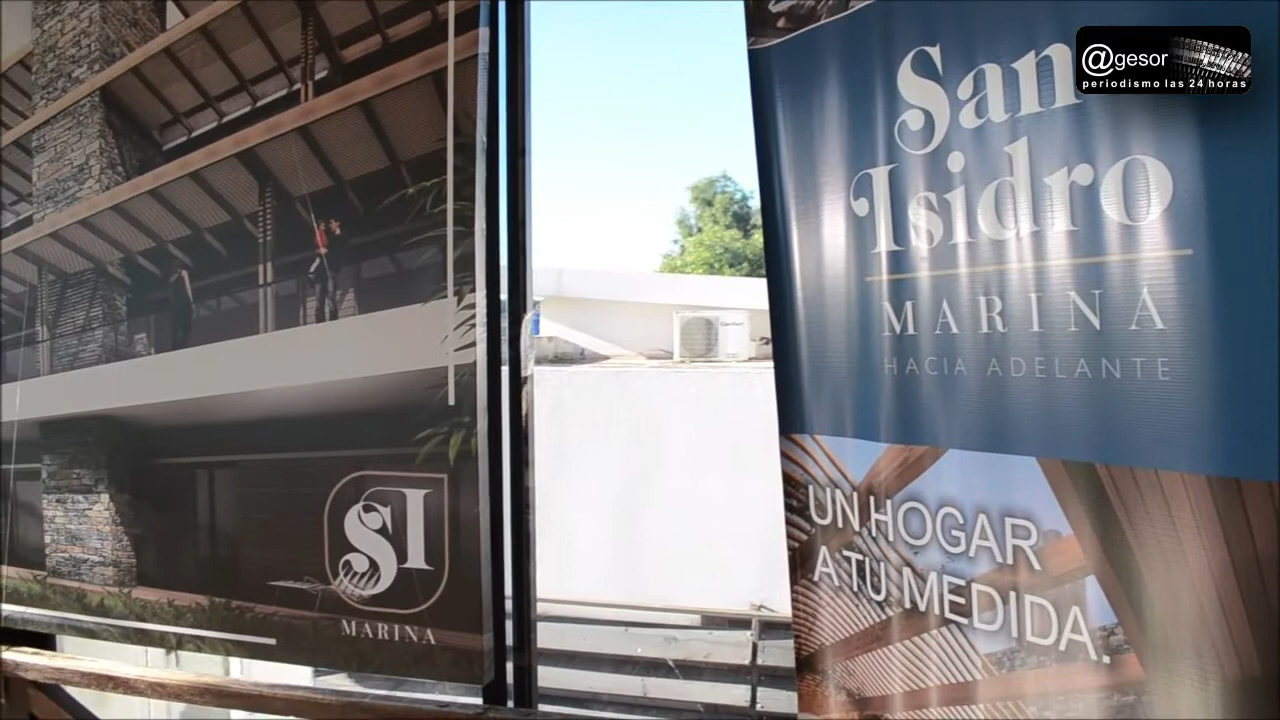 @gesor
periodismo las 24 horas
San
Isidro
MARINA
HACIA ADELANTE
UN HOGAR
A TU MEDIDA.
SI
MARINA